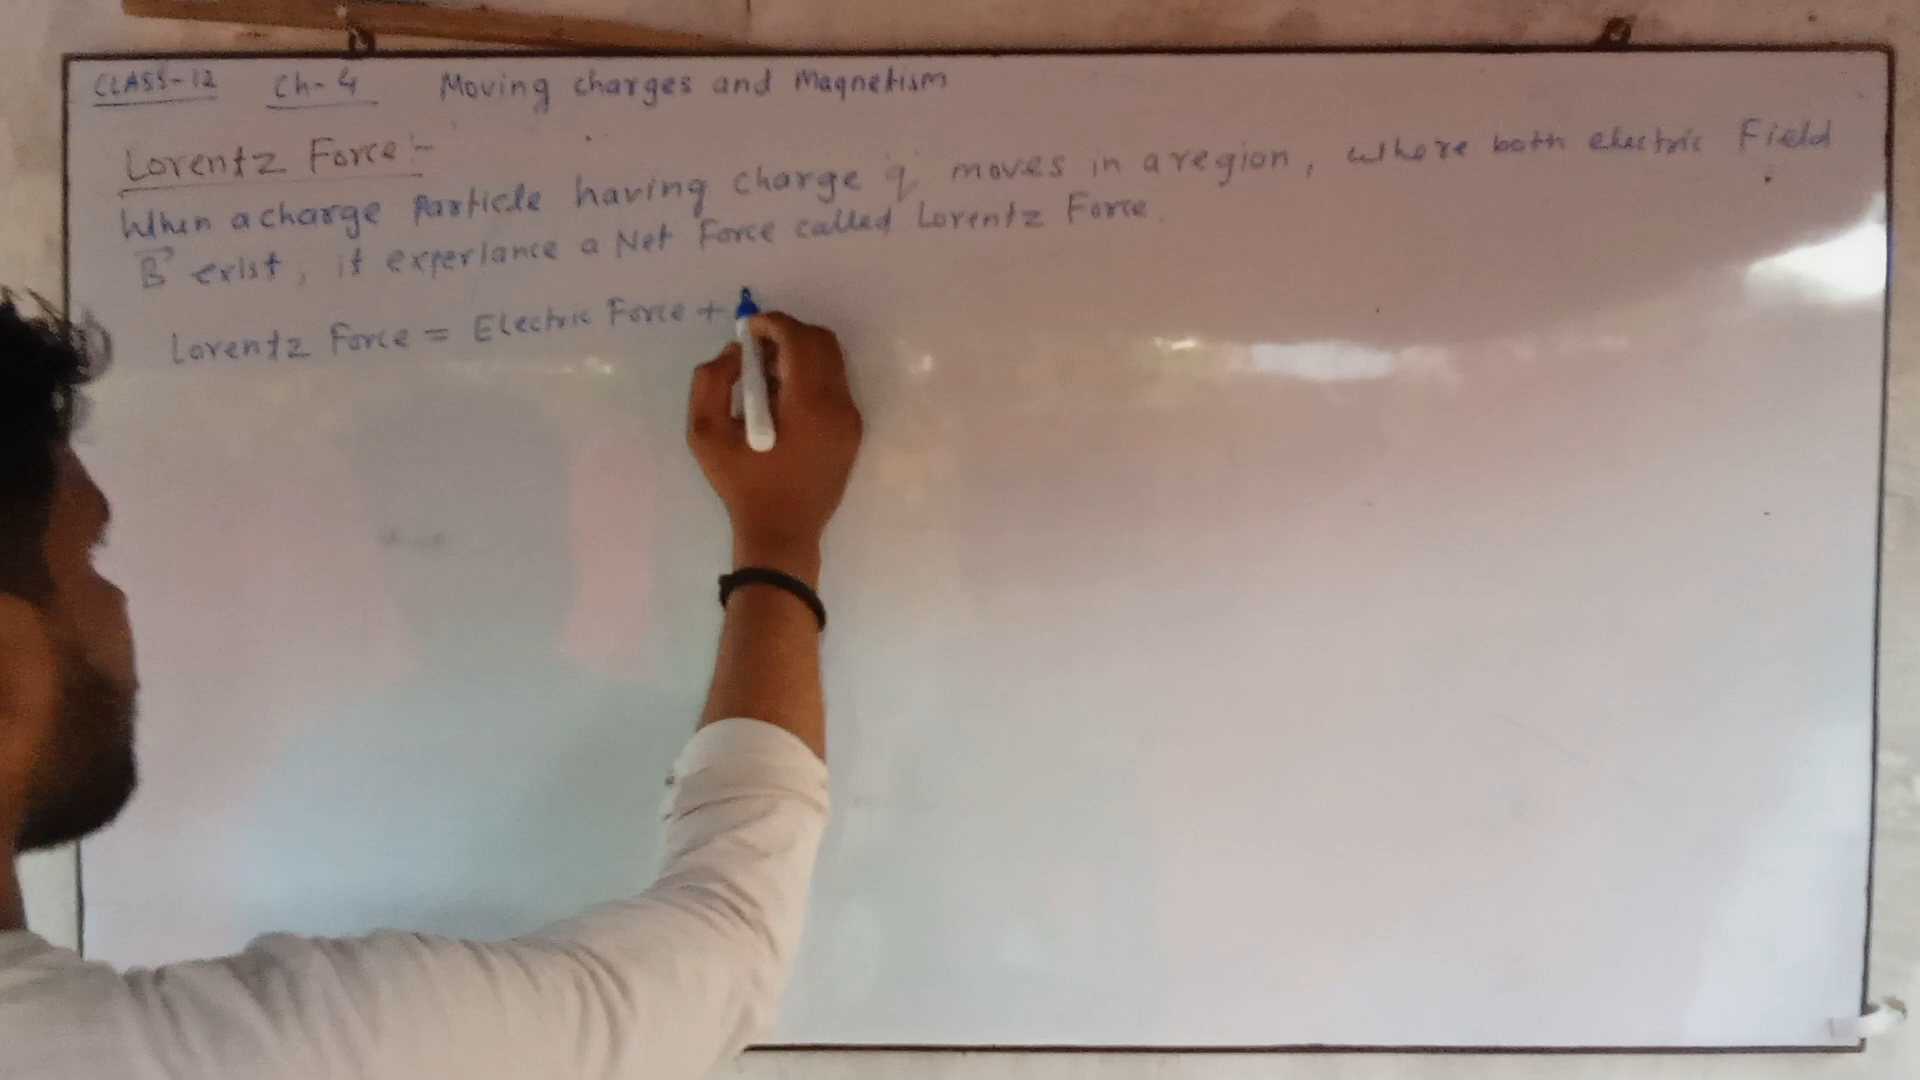 CLASS-12 Ch-4 Moving charges and Magnetism
Lorentz Force:-
When a charge Particle having charge q moves in a region, where both electric Field
B⃗ exist, it experiance a Net Force called Lorentz Force.
Lorentz Force = Electric Force +